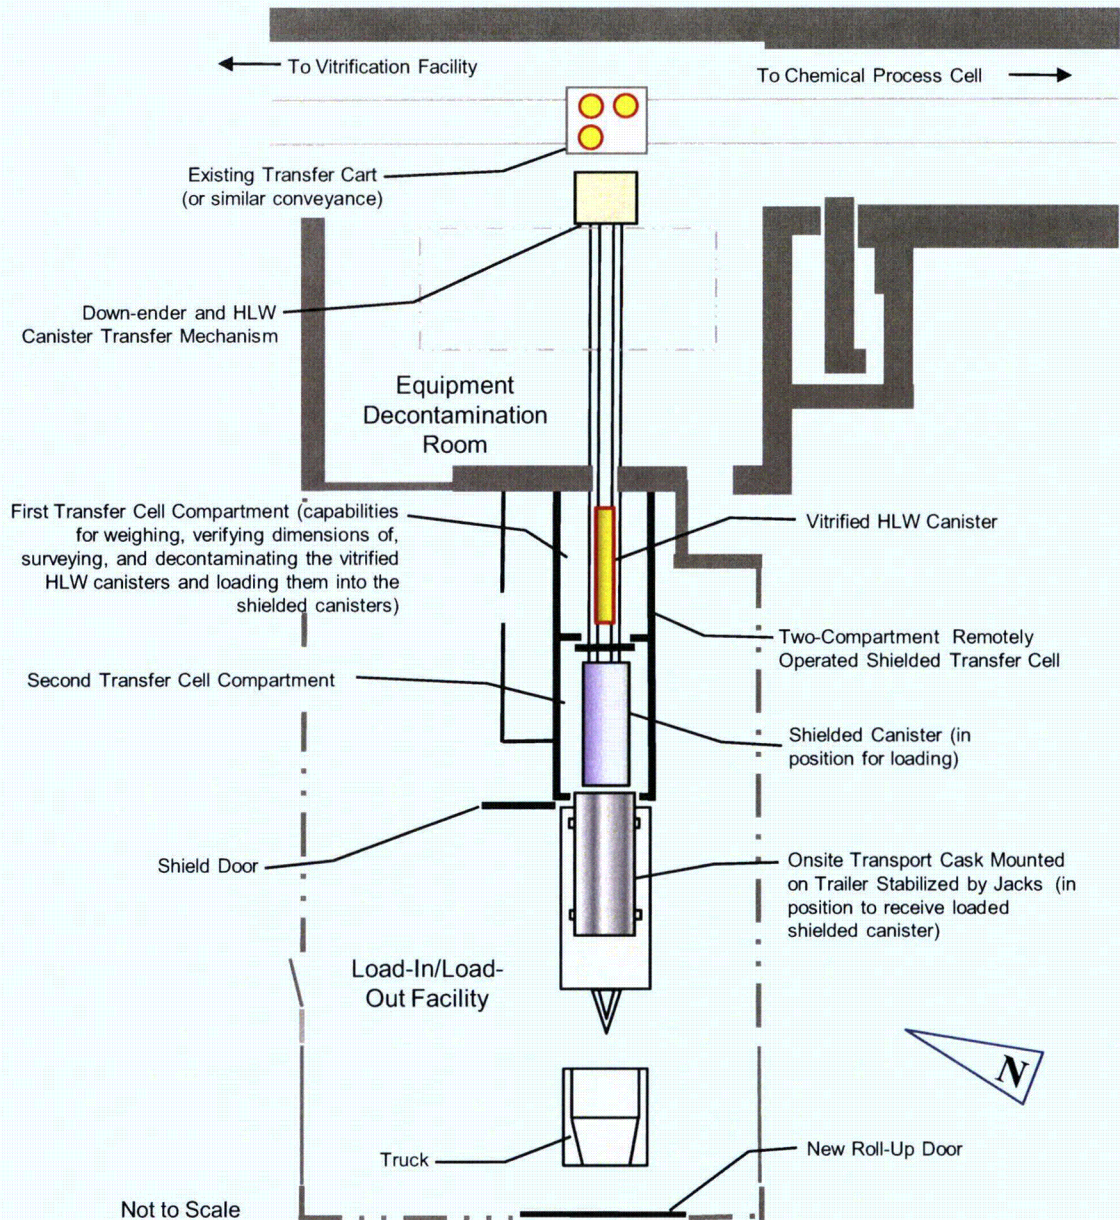 To Vitrification Facility
To Chemical Process Cell
Existing Transfer Cart
(or similar conveyance)
Down-ender and HLW
Canister Transfer Mechanism
Equipment
Decontamination
Room
First Transfer Cell Compartment (capabilities
for weighing, verifying dimensions of,
surveying, and decontaminating the vitrified
HLW canisters and loading them into the
shielded canisters)
Vitrified HLW Canister
Two-Compartment Remotely
Operated Shielded Transfer Cell
Second Transfer Cell Compartment
Shielded Canister (in
position for loading)
Shield Door
Onsite Transport Cask Mounted
on Trailer Stabilized by Jacks (in
position to receive loaded
shielded canister)
Load-In/Load-
Out Facility
N
Truck
New Roll-Up Door
Not to Scale